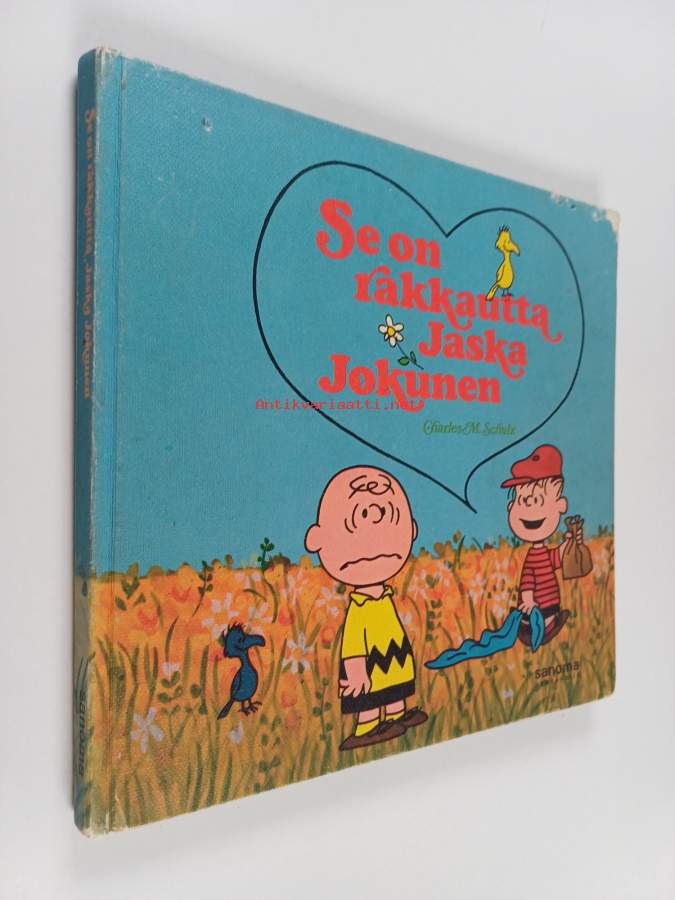 Se on rakkautta, Jaska Jokunen
sanoma
Se on
rakkautta
Jaska
Jokunen
Antikvariaatti.net
Charles M. Schulz
sanoma